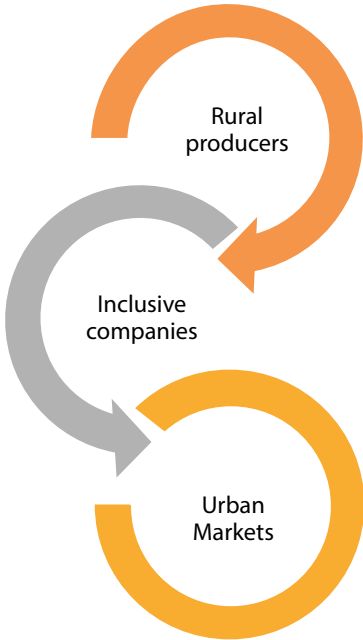 Rural
producers
Inclusive
companies
Urban
Markets